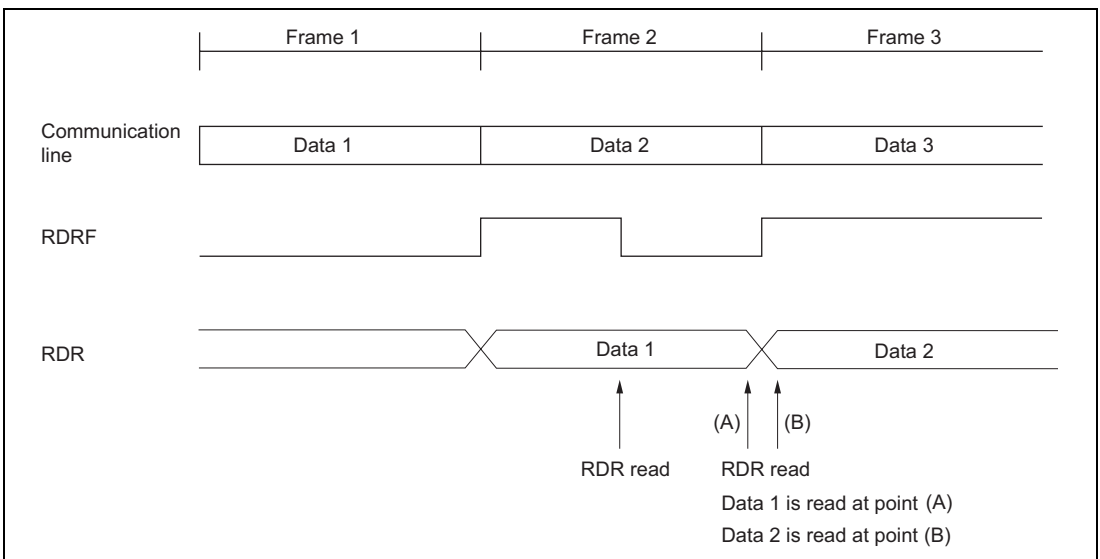 Frame 1 Frame 2 Frame 3
Communication
line
Data 1 Data 2 Data 3
RDRF
RDR
Data 1 Data 2
(A) (B)
RDR read RDR read
Data 1 is read at point (A)
Data 2 is read at point (B)